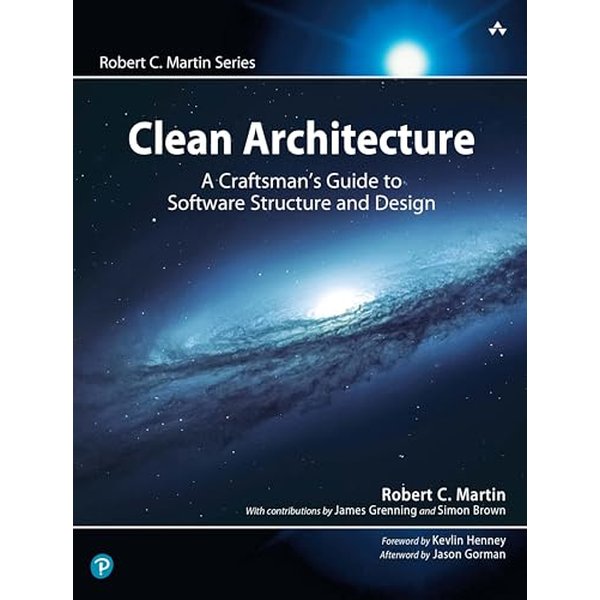 Robert C. Martin Series
Clean Architecture
A Craftsman's Guide to
Software Structure and Design
Robert C. Martin
With contributions by James Grenning and Simon Brown
Foreword by Kevlin Henney
Afterword by Jason Gorman